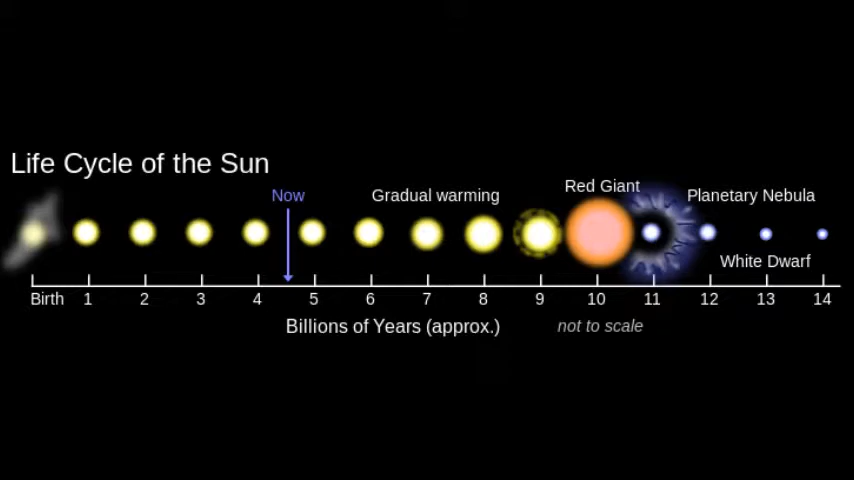 Life Cycle of the Sun
Now
Gradual warming
Red Giant
Planetary Nebula
White Dwarf
Birth 1 2 3 4 5 6 7 8 9 10 11 12 13 14
Billions of Years (approx.)
not to scale